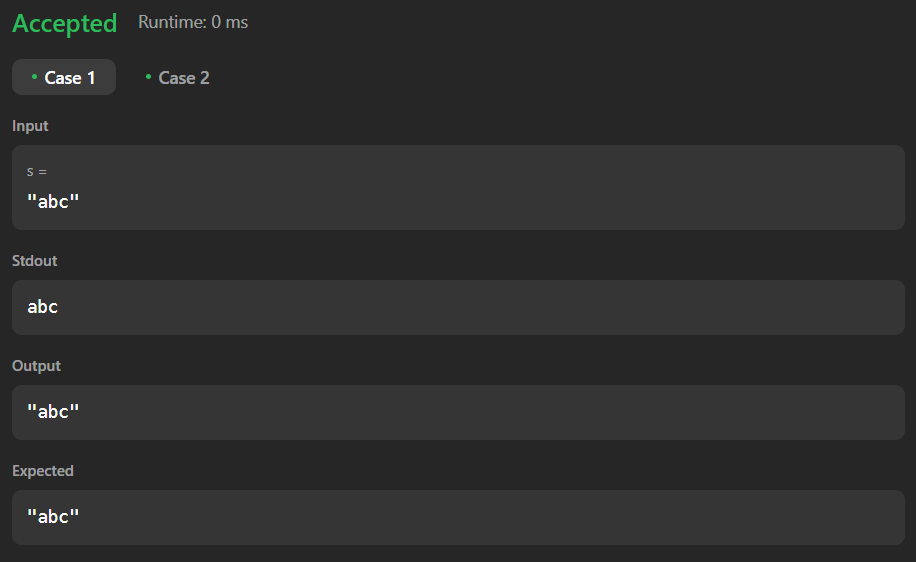 Accepted Runtime: 0 ms
• Case 1 • Case 2
Input
s =
"abc"
Stdout
abc
Output
"abc"
Expected
"abc"